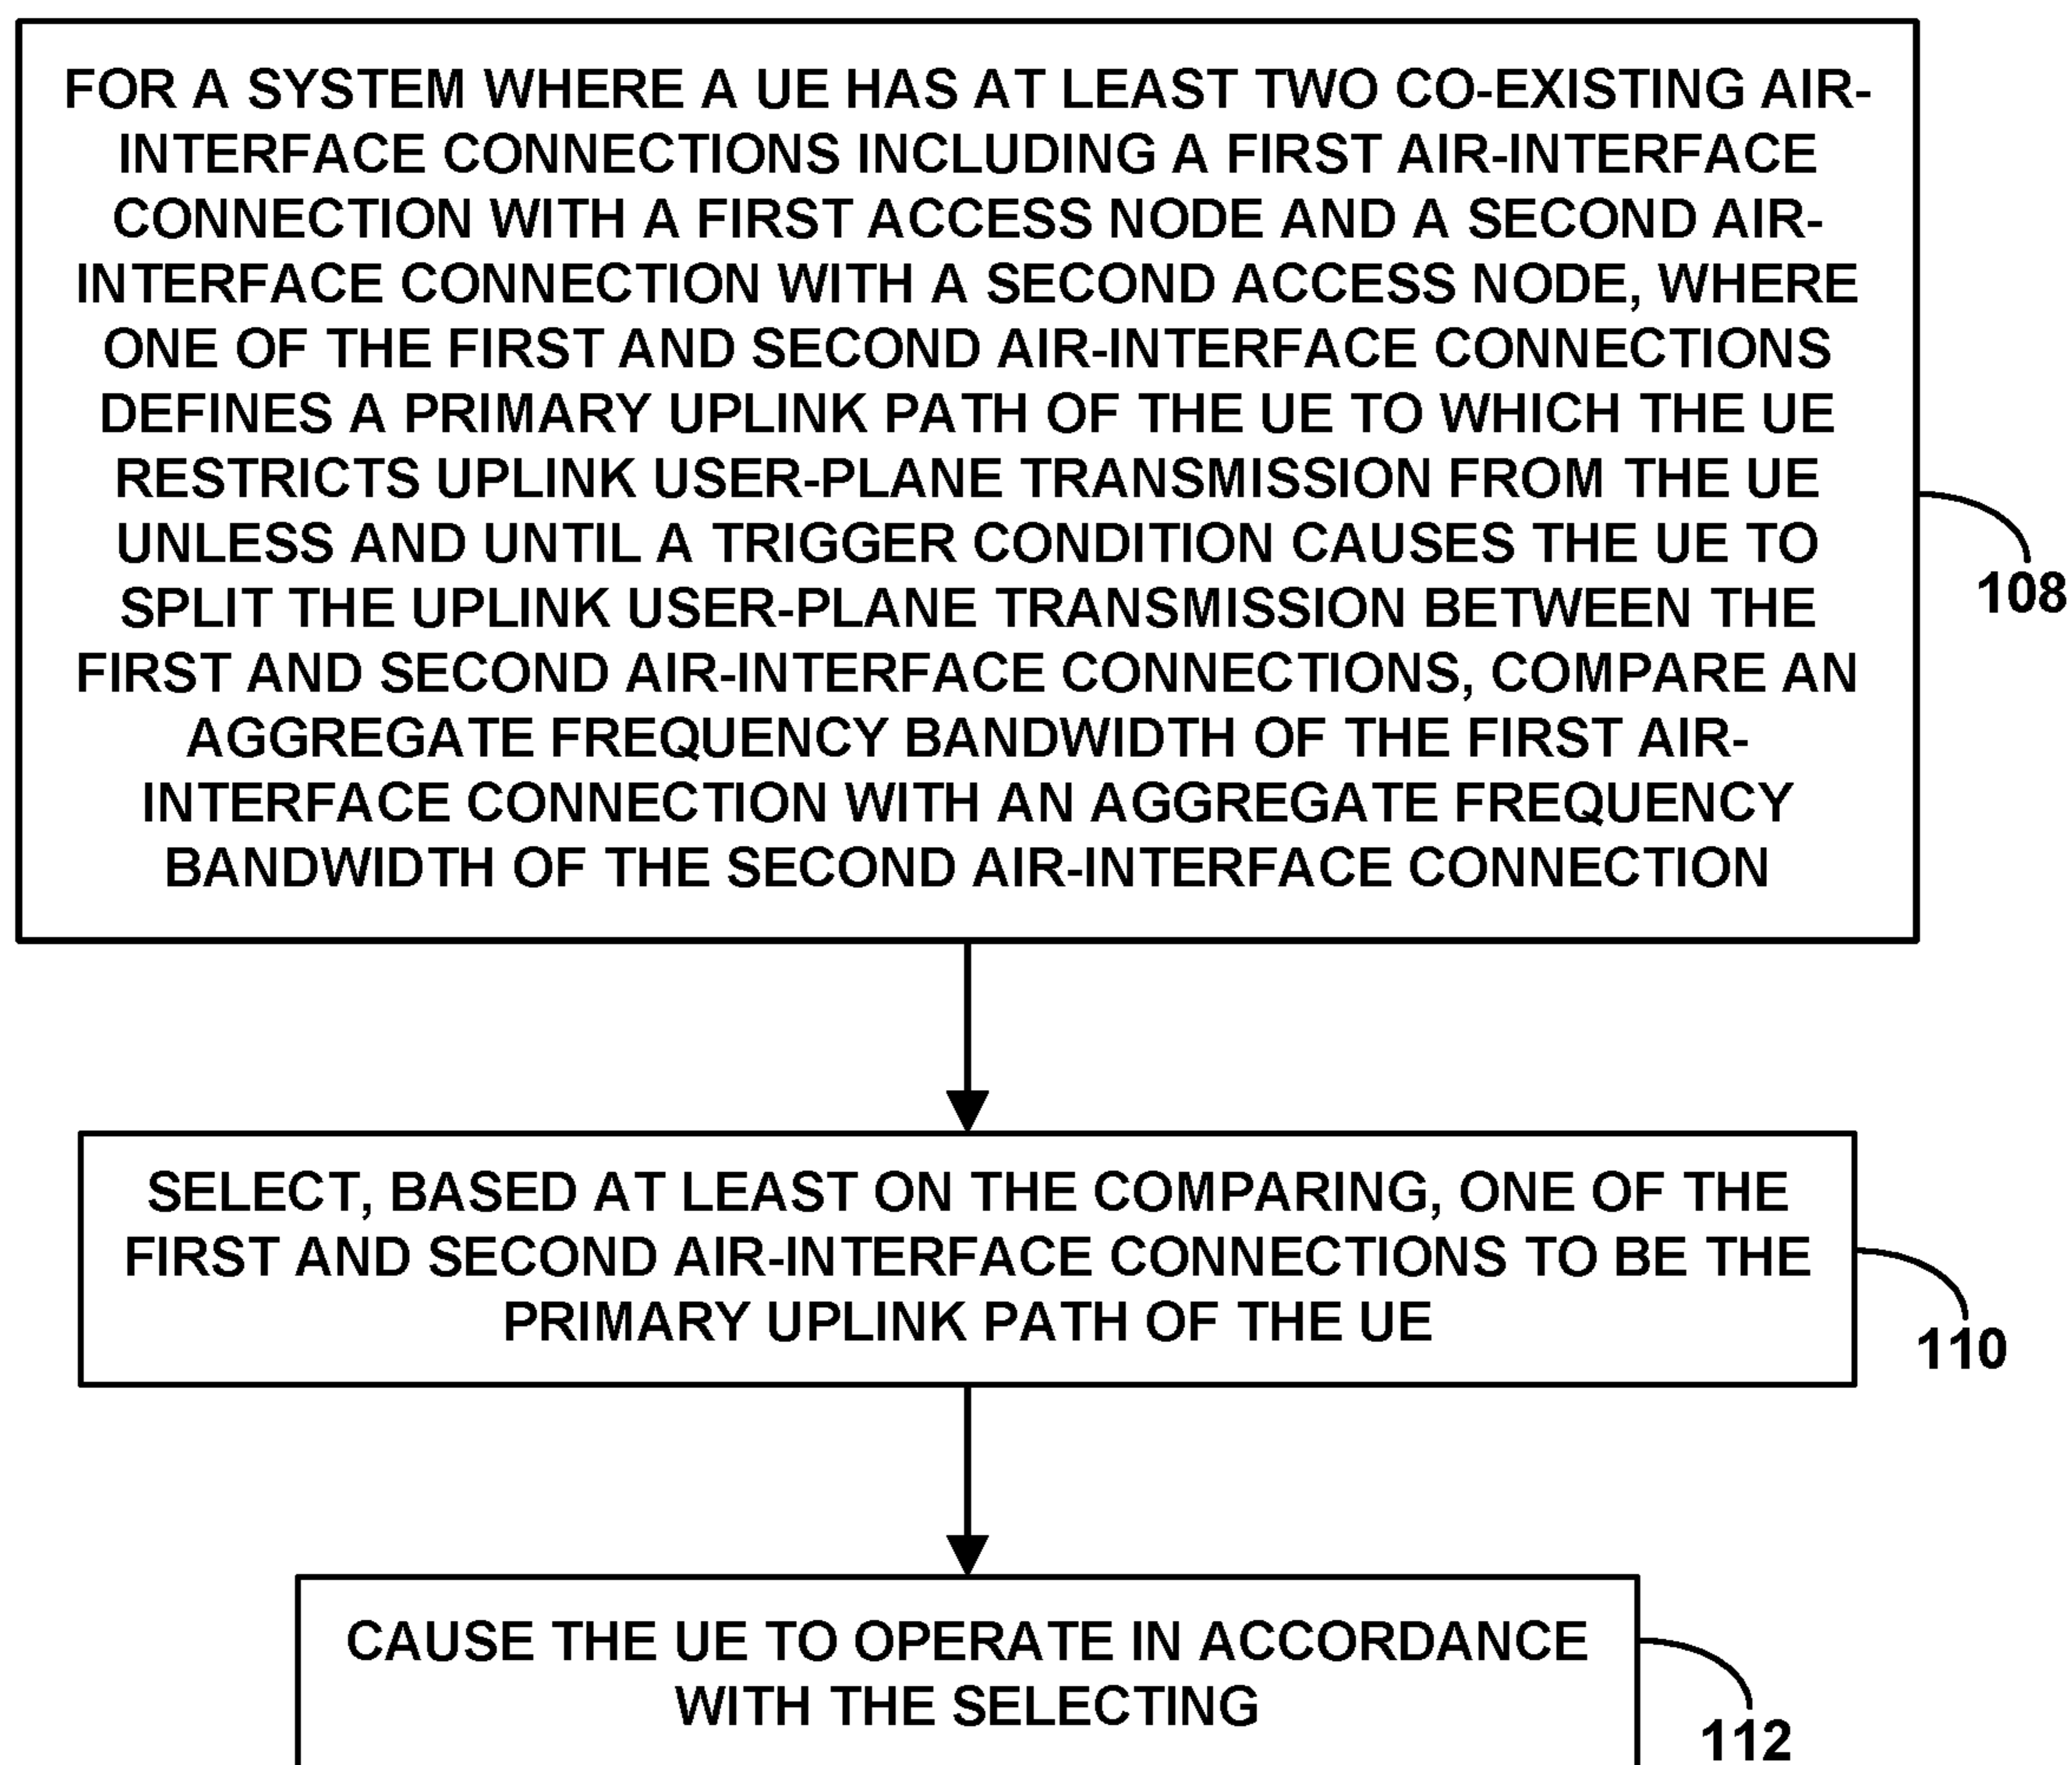 FOR A SYSTEM WHERE A UE HAS AT LEAST TWO CO-EXISTING AIR-
INTERFACE CONNECTIONS INCLUDING A FIRST AIR-INTERFACE
CONNECTION WITH A FIRST ACCESS NODE AND A SECOND AIR-
INTERFACE CONNECTION WITH A SECOND ACCESS NODE, WHERE
ONE OF THE FIRST AND SECOND AIR-INTERFACE CONNECTIONS
DEFINES A PRIMARY UPLINK PATH OF THE UE TO WHICH THE UE
RESTRICTS UPLINK USER-PLANE TRANSMISSION FROM THE UE
UNLESS AND UNTIL A TRIGGER CONDITION CAUSES THE UE TO
SPLIT THE UPLINK USER-PLANE TRANSMISSION BETWEEN THE
FIRST AND SECOND AIR-INTERFACE CONNECTIONS, COMPARE AN
AGGREGATE FREQUENCY BANDWIDTH OF THE FIRST AIR-
INTERFACE CONNECTION WITH AN AGGREGATE FREQUENCY
BANDWIDTH OF THE SECOND AIR-INTERFACE CONNECTION
108
SELECT, BASED AT LEAST ON THE COMPARING, ONE OF THE
FIRST AND SECOND AIR-INTERFACE CONNECTIONS TO BE THE
PRIMARY UPLINK PATH OF THE UE
110
CAUSE THE UE TO OPERATE IN ACCORDANCE
WITH THE SELECTING
112